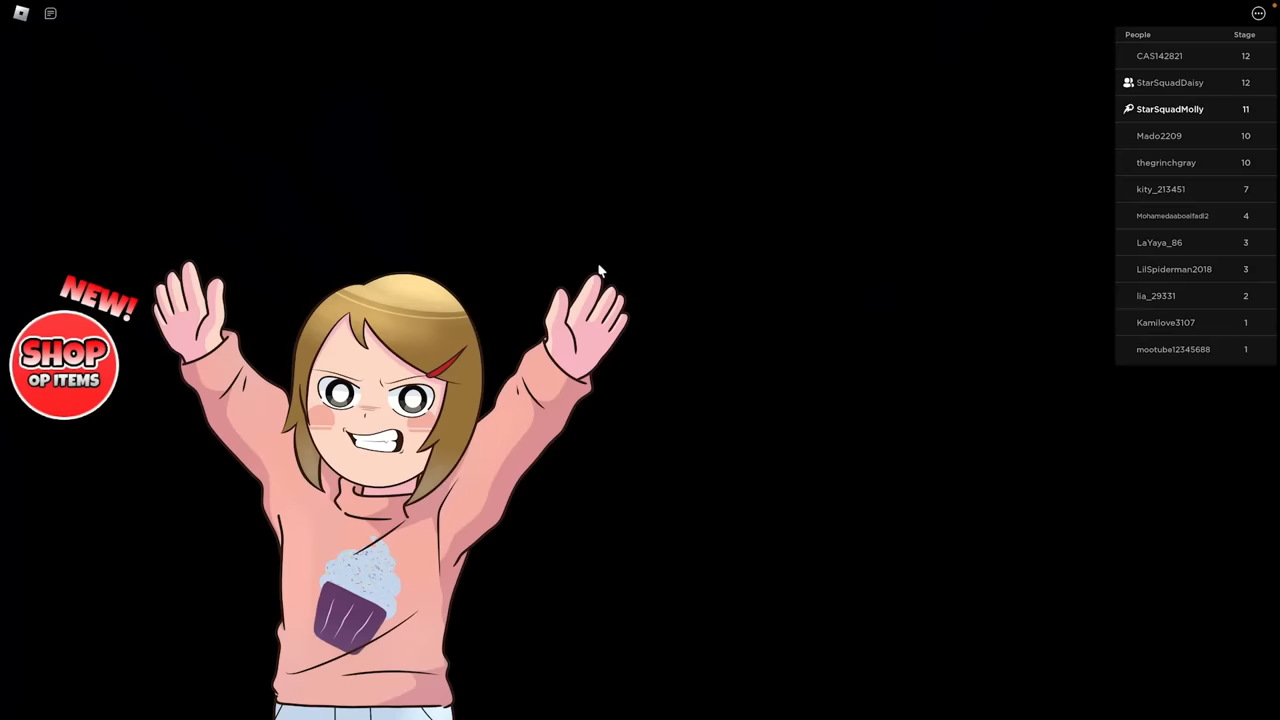 People Stage
CAS142821 12
StarSquadDaisy 12
StarSquadMolly 11
Mado2209 10
thegrinchgray 10
kity_213451 7
Mohamedaaboalfadl2 4
LaYaya_86 3
LilSpiderman2018 3
lia_29331 2
Kamilove3107 1
mootube12345688 1
NEW!
SHOP
OP ITEMS